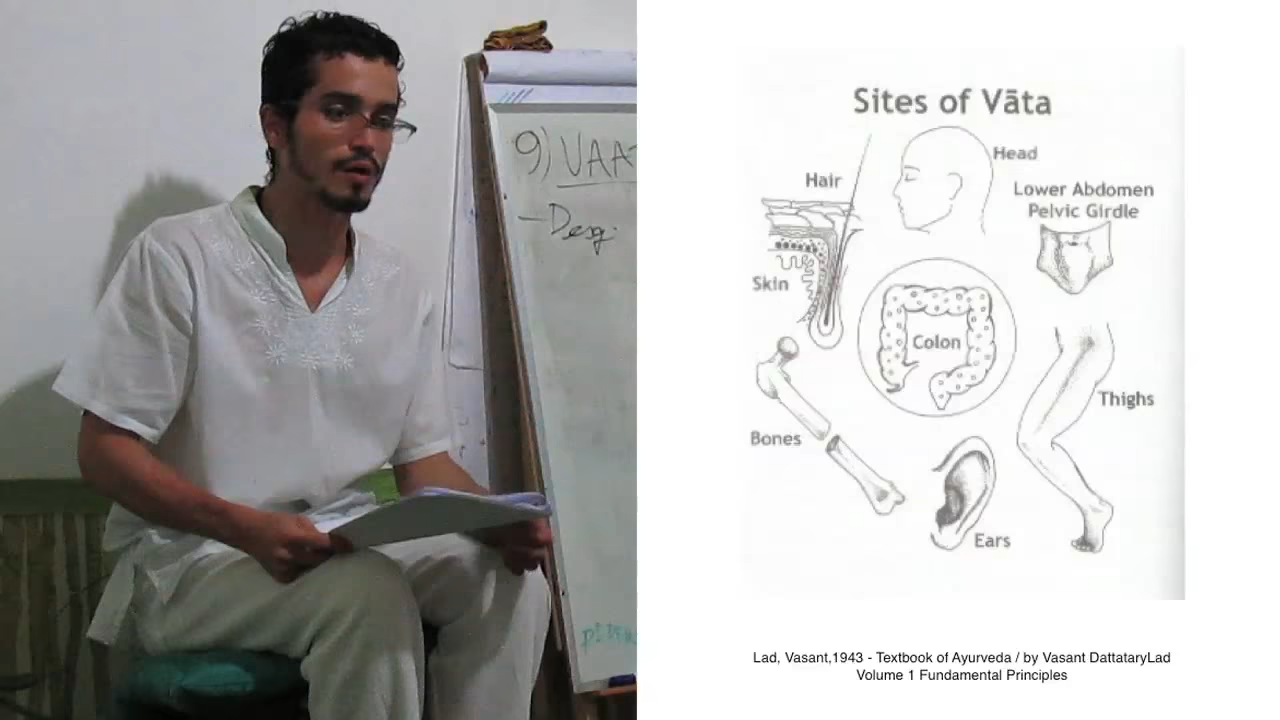 9) VAA
- Desq.
Sites of Vāta
Head
Hair
Lower Abdomen
Pelvic Girdle
Skin
Colon
Thighs
Bones
Ears
Lad, Vasant,1943 - Textbook of Ayurveda / by Vasant DattataryLad
Volume 1 Fundamental Principles